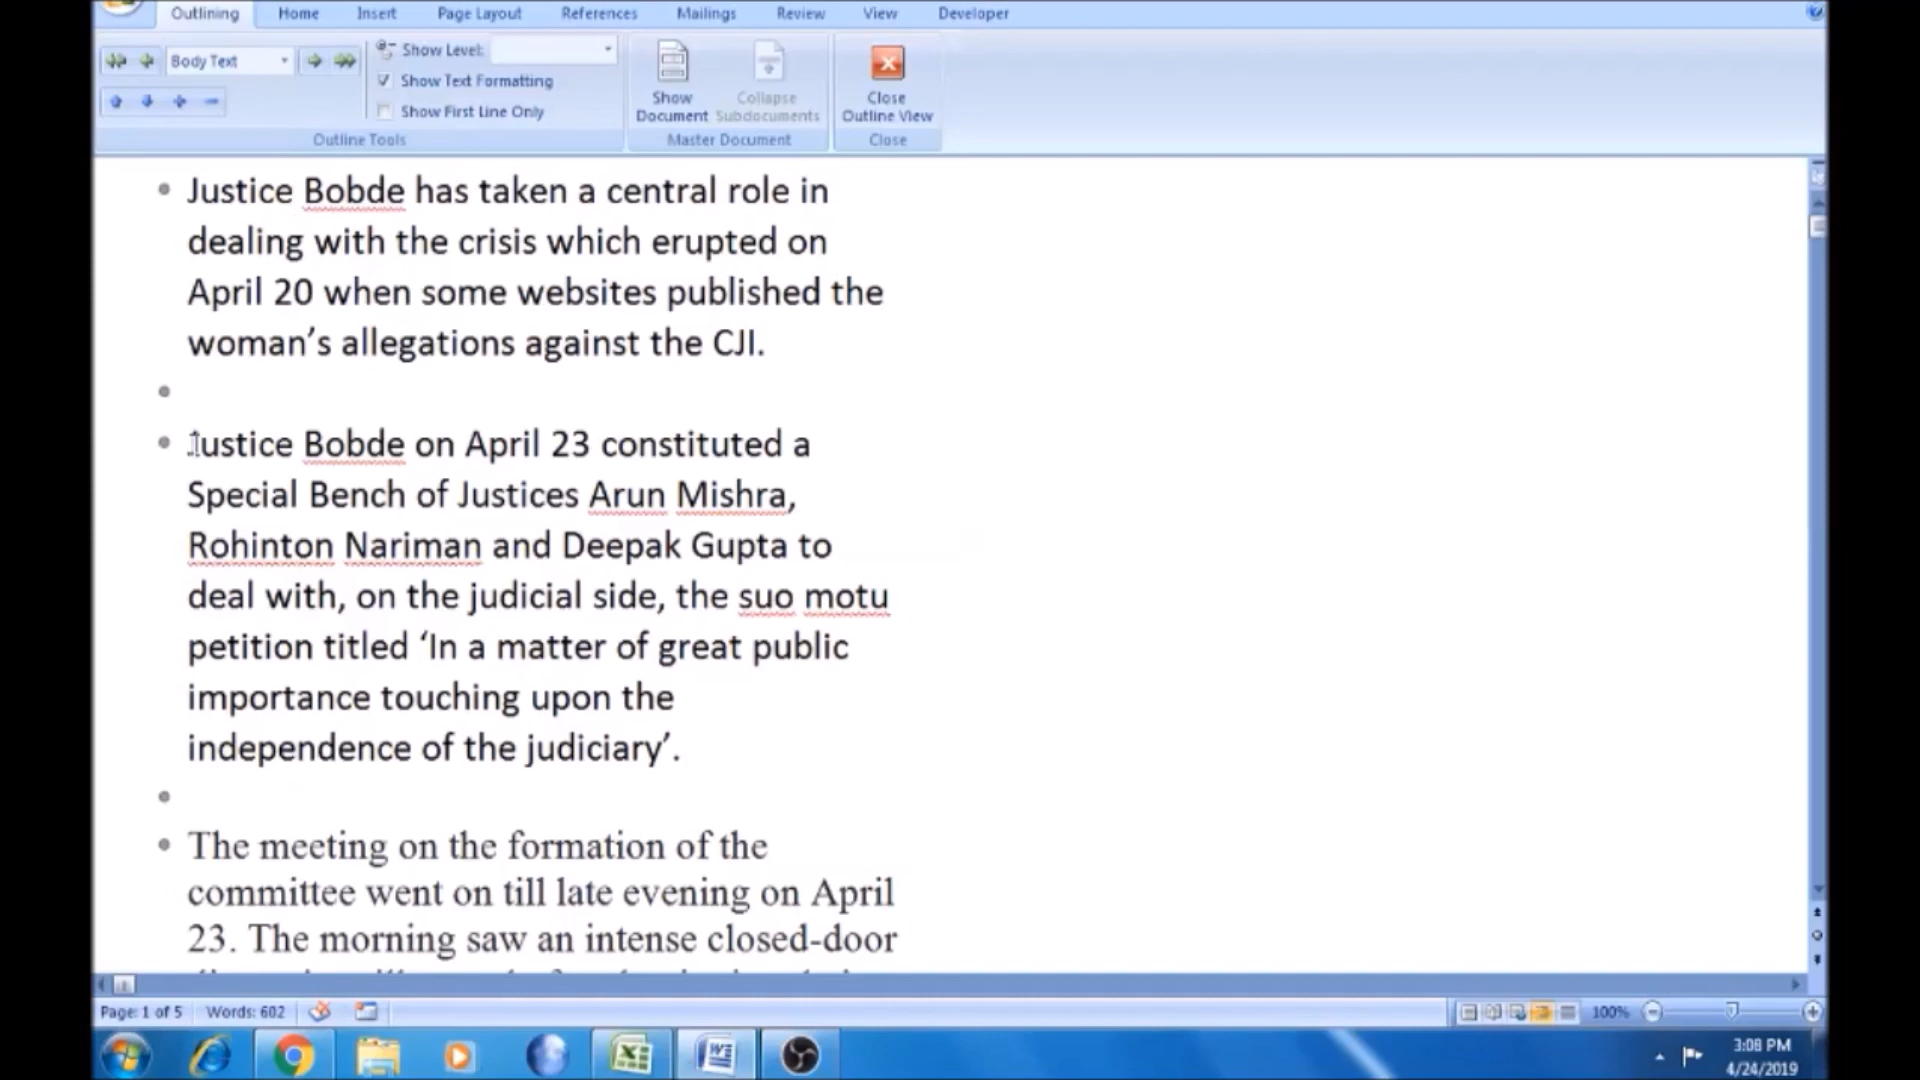 Outlining Home Insert Page Layout References Mailings Review View Developer
Body Text
Show Level:
Show Text Formatting
Show First Line Only
Outline Tools
Show Document
Collapse Subdocuments
Master Document
Close Outline View
Close
Justice Bobde has taken a central role in
dealing with the crisis which erupted on
April 20 when some websites published the
woman’s allegations against the CJI.
Justice Bobde on April 23 constituted a
Special Bench of Justices Arun Mishra,
Rohinton Nariman and Deepak Gupta to
deal with, on the judicial side, the suo motu
petition titled ‘In a matter of great public
importance touching upon the
independence of the judiciary’.
The meeting on the formation of the
committee went on till late evening on April
23. The morning saw an intense closed-door
Page: 1 of 5 Words: 602 100%
3:08 PM
4/24/2019